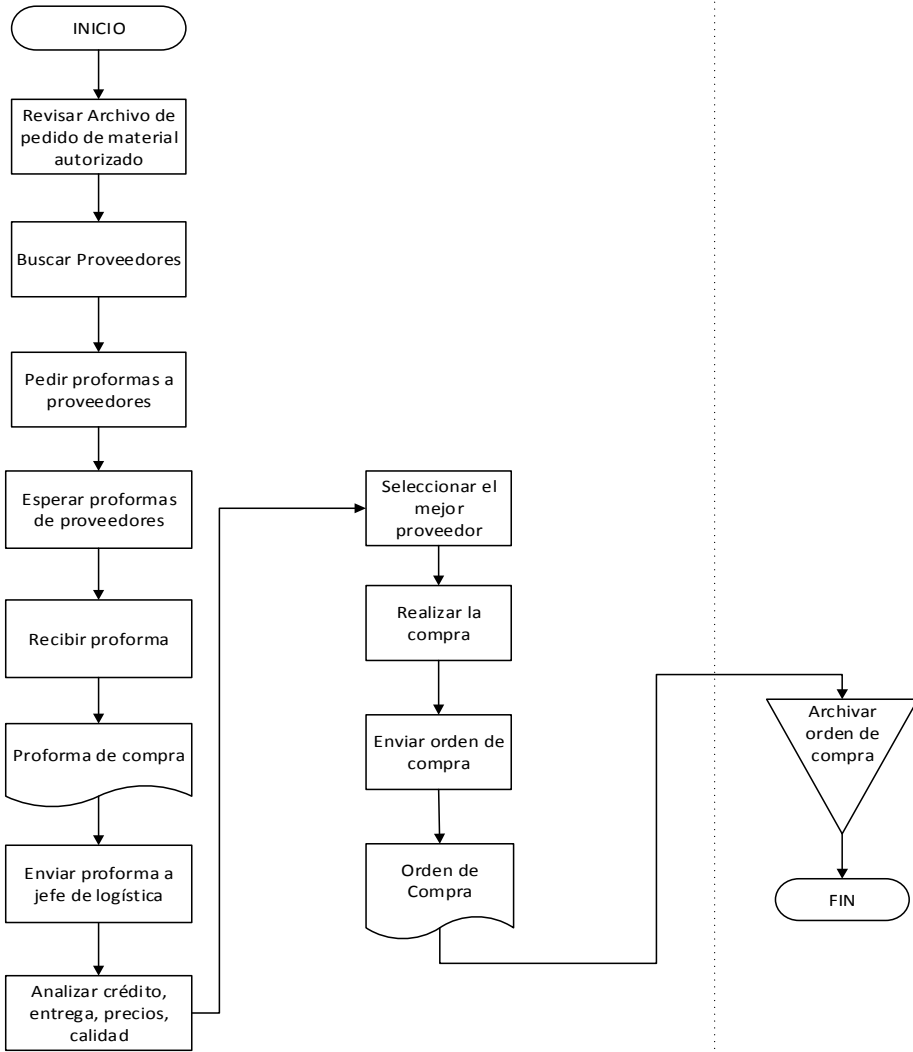 INICIO
Revisar Archivo de
pedido de material
autorizado
Buscar Proveedores
Pedir proformas a
proveedores
Esperar proformas
de proveedores
Recibir proforma
Proforma de compra
Enviar proforma a
jefe de logística
Analizar crédito,
entrega, precios,
calidad
Seleccionar el
mejor
proveedor
Realizar la
compra
Enviar orden de
compra
Orden de
Compra
Archivar
orden de
compra
FIN